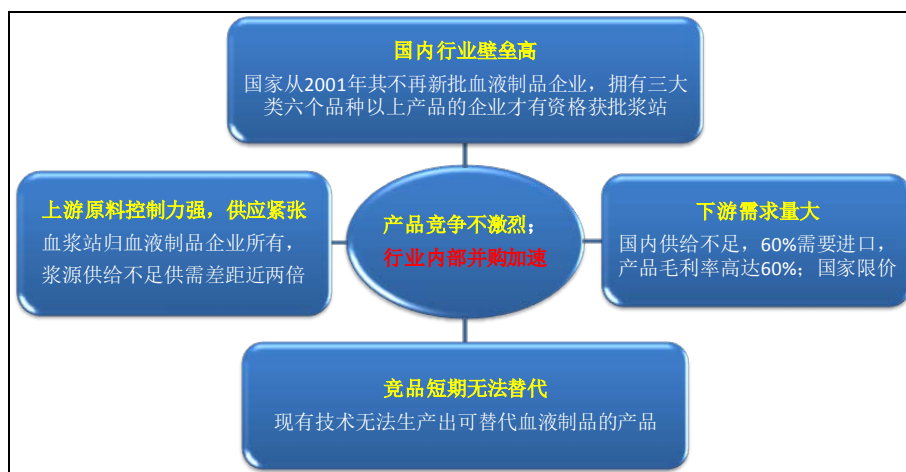 国内行业壁垒高
国家从2001年其不再新批血液制品企业，拥有三大
类六个品种以上产品的企业才有资格获批浆站
上游原料控制力强，供应紧张
血浆站归血液制品企业所有，
浆源供给不足供需差距近两倍
产品竞争不激烈；
行业内部并购加速
下游需求量大
国内供给不足，60%需要进口，
产品毛利率高达60%；国家限价
竞品短期无法替代
现有技术无法生产出可替代血液制品的产品